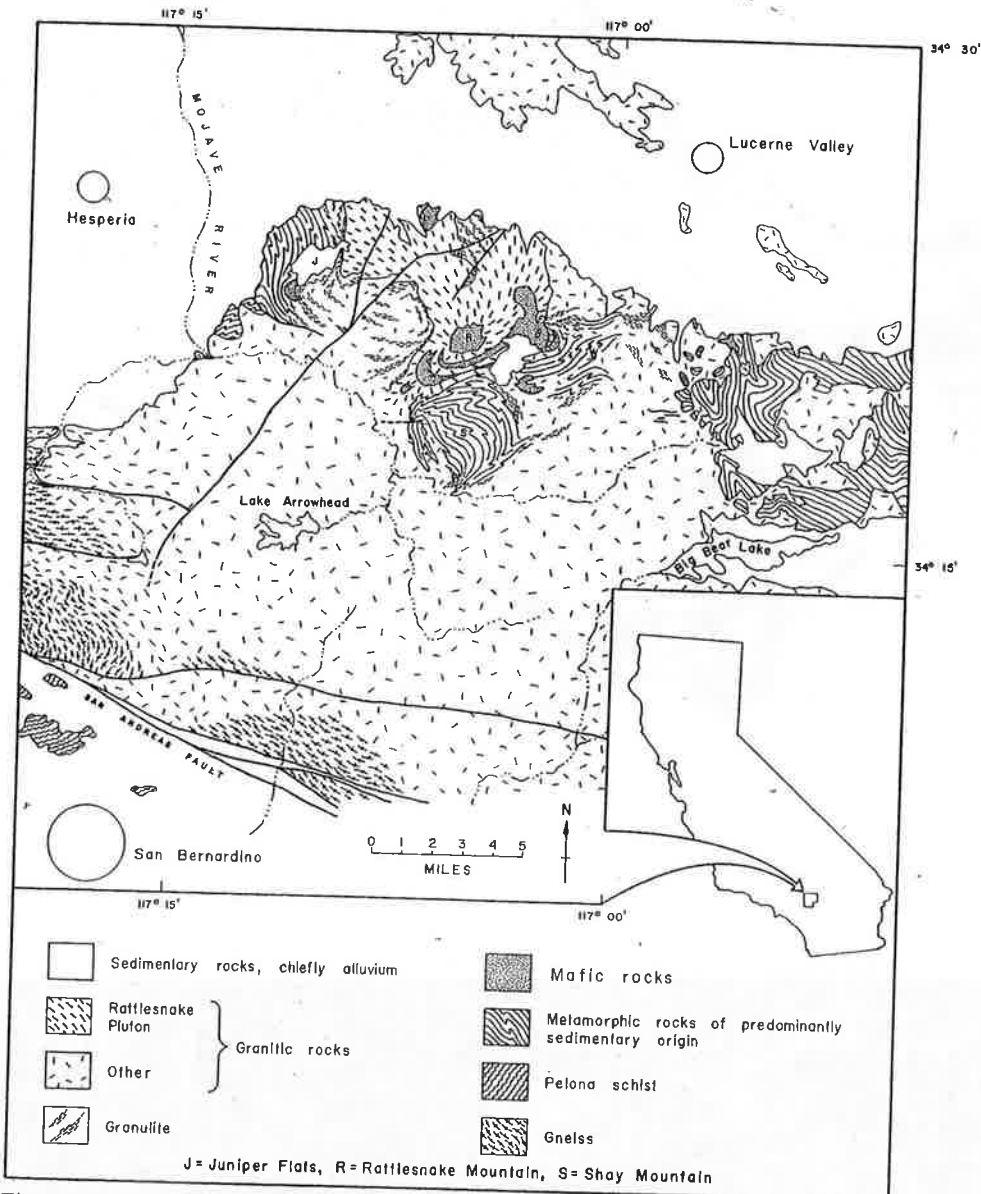 117° 15'
117° 00'
34° 30'
MOJAVE RIVER
Lucerne Valley
Hesperia
J
R
S
Lake Arrowhead
Big Bear Lake
34° 15'
SAN ANDREAS FAULT
San Bernardino
0 1 2 3 4 5
MILES
N
117° 15'
117° 00'
Sedimentary rocks, chiefly alluvium
Rattlesnake
Pluton
Granitic rocks
Other
Granulite
Mafic rocks
Metamorphic rocks of predominantly
sedimentary origin
Pelona schist
Gneiss
J = Juniper Flats, R = Rattlesnake Mountain, S = Shay Mountain